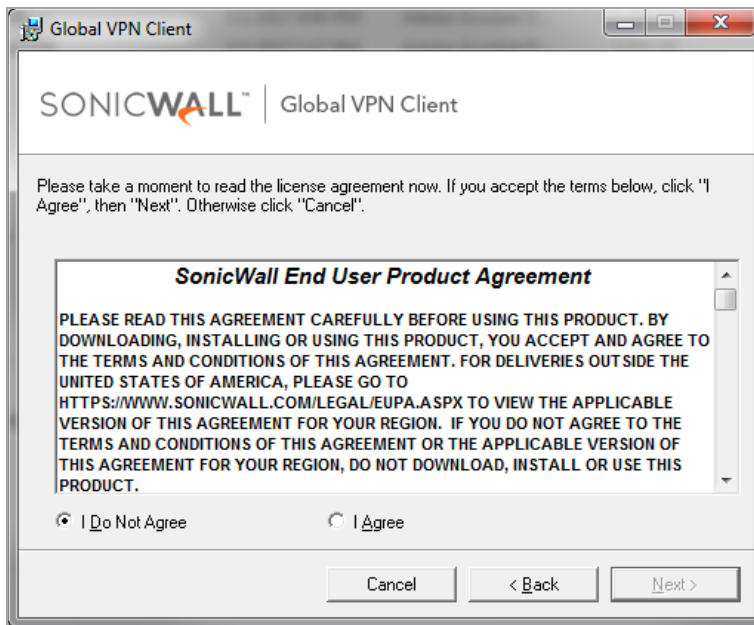 Global VPN Client
SONICWALL™ | Global VPN Client
Please take a moment to read the license agreement now. If you accept the terms below, click "I
Agree", then "Next". Otherwise click "Cancel".
SonicWall End User Product Agreement
PLEASE READ THIS AGREEMENT CAREFULLY BEFORE USING THIS PRODUCT. BY
DOWNLOADING, INSTALLING OR USING THIS PRODUCT, YOU ACCEPT AND AGREE TO
THE TERMS AND CONDITIONS OF THIS AGREEMENT. FOR DELIVERIES OUTSIDE THE
UNITED STATES OF AMERICA, PLEASE GO TO
HTTPS://WWW.SONICWALL.COM/LEGAL/EUPA.ASPX TO VIEW THE APPLICABLE
VERSION OF THIS AGREEMENT FOR YOUR REGION. IF YOU DO NOT AGREE TO THE
TERMS AND CONDITIONS OF THIS AGREEMENT OR THE APPLICABLE VERSION OF
THIS AGREEMENT FOR YOUR REGION, DO NOT DOWNLOAD, INSTALL OR USE THIS
PRODUCT.
I Do Not Agree
I Agree
Cancel
< Back
Next >